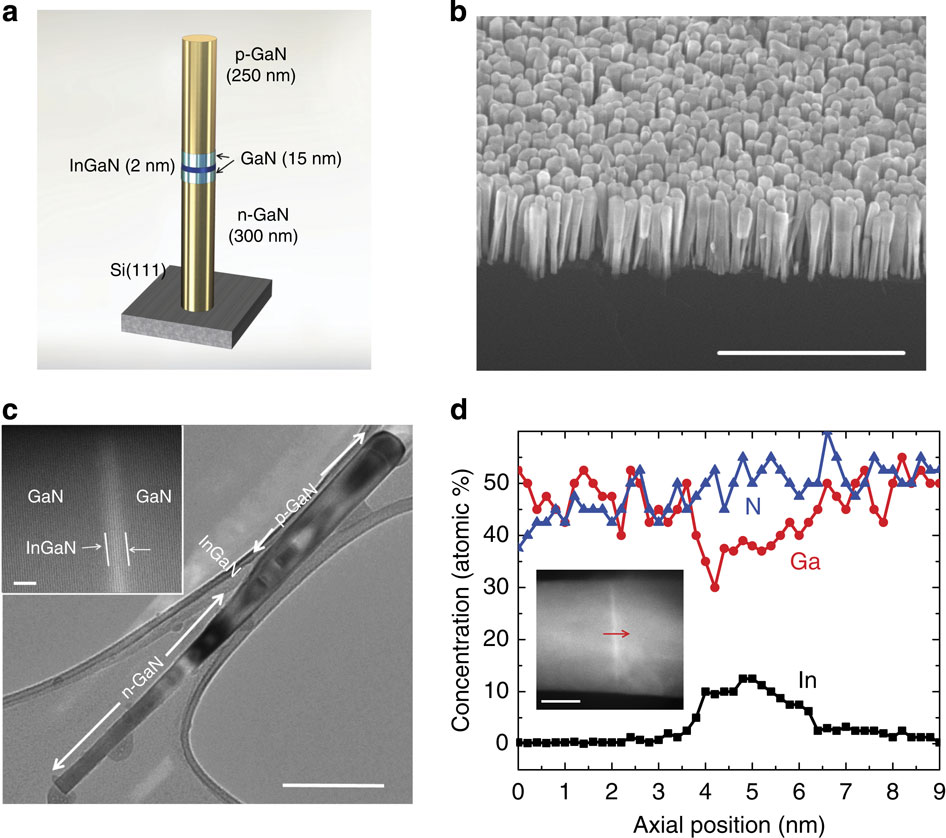 a
p-GaN
(250 nm)
InGaN (2 nm)
GaN (15 nm)
n-GaN
(300 nm)
Si(111)
b
c
GaN
GaN
InGaN
p-GaN
InGaN
n-GaN
d
Concentration (atomic %)
50
40
30
20
10
0
N
Ga
In
0 1 2 3 4 5 6 7 8 9
Axial position (nm)